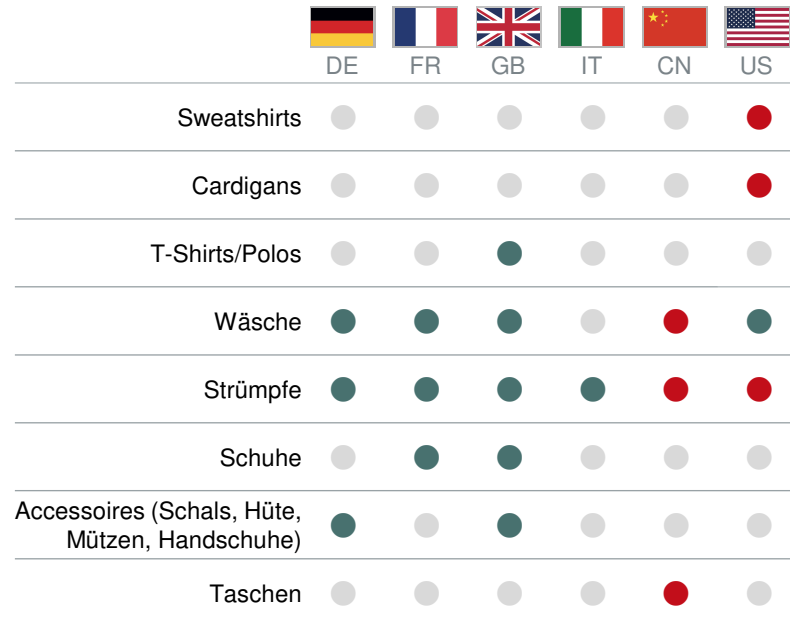 DE FR GB IT CN US
Sweatshirts
Cardigans
T-Shirts/Polos
Wäsche
Strümpfe
Schuhe
Accessoires (Schals, Hüte,
Mützen, Handschuhe)
Taschen